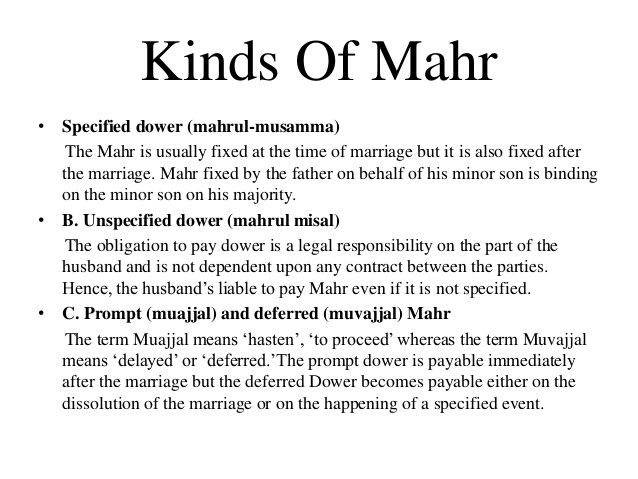 Kinds Of Mahr
• Specified dower (mahrul-musamma)
The Mahr is usually fixed at the time of marriage but it is also fixed after
the marriage. Mahr fixed by the father on behalf of his minor son is binding
on the minor son on his majority.
• B. Unspecified dower (mahrul misal)
The obligation to pay dower is a legal responsibility on the part of the
husband and is not dependent upon any contract between the parties.
Hence, the husband’s liable to pay Mahr even if it is not specified.
• C. Prompt (muajjal) and deferred (muvajjal) Mahr
The term Muajjal means ‘hasten’, ‘to proceed’ whereas the term Muvajjal
means ‘delayed’ or ‘deferred.’The prompt dower is payable immediately
after the marriage but the deferred Dower becomes payable either on the
dissolution of the marriage or on the happening of a specified event.